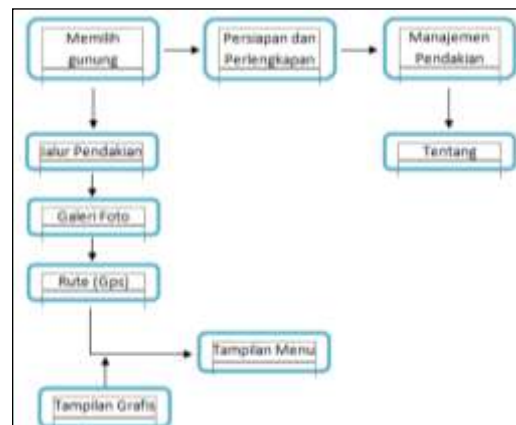 Memilih
gunung
Persiapan dan
Perlengkapan
Manajemen
Pendakian
Jalur Pendakian
Tentang
Galeri Foto
Rute (Gps)
Tampilan Menu
Tampilan Grafis